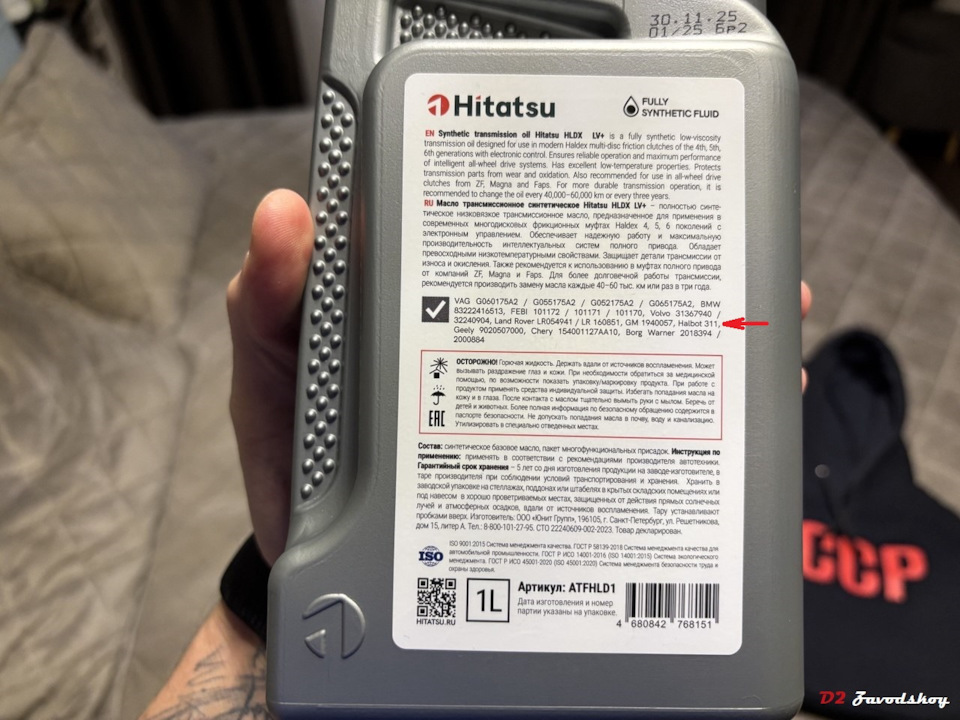 30.11.25
01/25 6р2
Hitatsu
FULLY
SYNTHETIC FLUID
EN Synthetic transmission oil Hitatsu HLDX LV+ is a fully synthetic low-viscosity
transmission oil designed for use in modern Haldex multi-disc friction clutches of the 4th, 5th,
6th generations with electronic control. Ensures reliable operation and maximum performance
of intelligent all-wheel drive systems. Has excellent low-temperature properties. Protects
transmission parts from wear and oxidation. Also recommended for use in all-wheel drive
clutches from ZF, Magna and Faps. For more durable transmission operation, it is
recommended to change the oil every 40,000–60,000 km or every three years.
RU Масло трансмиссионное синтетическое Hitatsu HLDX LV+ – полностью синте-
тическое низковязкое трансмиссионное масло, предназначенное для применения в
современных многодисковых фрикционных муфтах Haldex 4, 5, 6 поколений с
электронным управлением. Обеспечивает надежную работу и максимальную
производительность интеллектуальных систем полного привода. Обладает
превосходными низкотемпературными свойствами. Защищает детали трансмиссии от
износа и окисления. Также рекомендуется к использованию в муфтах полного привода
от компаний ZF, Magna и Faps. Для более долговечной работы трансмиссии,
рекомендуется производить замену масла каждые 40–60 тыс. км или раз в три года.
VAG G060175A2 / G055175A2 / G052175A2 / G065175A2, BMW
83222416513, FEBI 101172 / 101171 / 101170, Volvo 31367940 /
32240904, Land Rover LR054941 / LR 160851, GM 1940057, Halbot 311,
Geely 9020507000, Chery 154001127AA10, Borg Warner 2018394 /
2000884
ОСТОРОЖНО! Горючая жидкость. Держать вдали от источников воспламенения. Может
вызывать раздражение глаз и кожи. При необходимости обратиться за медицинской
помощью, по возможности показать упаковку/маркировку продукта. При работе с
продуктом применять средства индивидуальной защиты. Избегать попадания масла на
кожу и в глаза. После контакта с маслом тщательно вымыть руки с мылом. Беречь от
детей и животных. Более полная информация по безопасному обращению содержится в
паспорте безопасности. Не допускать попадания масла в почву, воду и канализацию.
Утилизировать в специально отведенных местах.
EAC
Состав: синтетическое базовое масло, пакет многофункциональных присадок. Инструкция по
применению: применять в соответствии с рекомендациями производителя автотехники.
Гарантийный срок хранения – 5 лет со дня изготовления продукции на заводе-изготовителе, в
таре производителя при соблюдении условий транспортирования и хранения. Хранить в
заводской упаковке на стеллажах, поддонах или штабелях в крытых складских помещениях или
под навесом в хорошо проветриваемых местах, защищенных от действия прямых солнечных
лучей и атмосферных осадков, вдали от источников воспламенения. Тару устанавливают
пробками вверх. Изготовитель: ООО «Юнит Групп», 196105, г. Санкт-Петербург, ул. Решетникова,
дом 15, литер А. Тел.: 8-800-101-27-95. СТО 22240609-002-2023. Товар декларирован.
ISO
ISO 9001:2015 Система менеджмента качества. ГОСТ Р 58139-2018 Система менеджмента качества для
автомобильной промышленности. ГОСТ Р ИСО 14001-2016 (ISO 14001:2015) Система экологического
менеджмента. ГОСТ Р ИСО 45001-2020 (ISO 45001:2020) Система менеджмента безопасности труда и
охраны здоровья.
HITATSU.RU
1L
Артикул: ATFHLD1
Дата изготовления и номер
партии указаны на упаковке.
4 680842 768151
СССР
D2 Zavodskoy